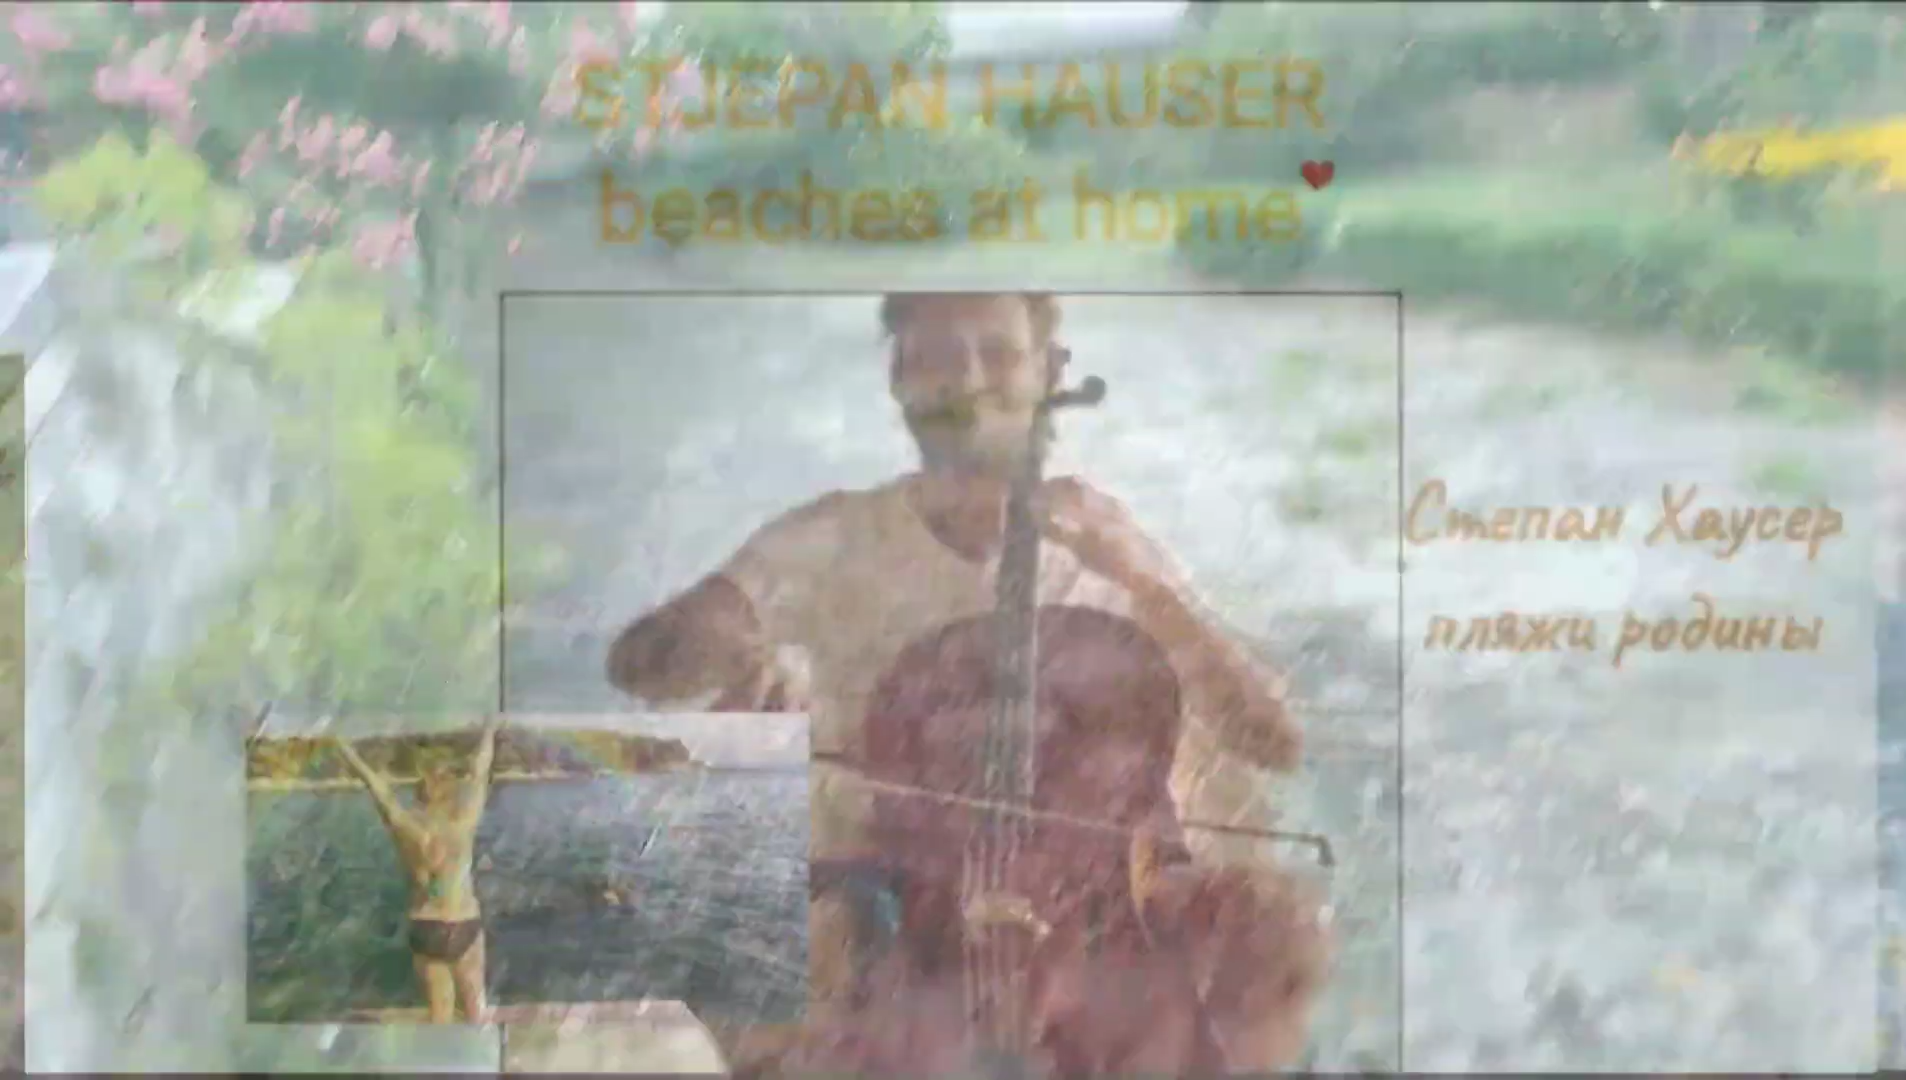 STJEPAN HAUSER
beaches at home
Степан Хаусер
пляжи родины